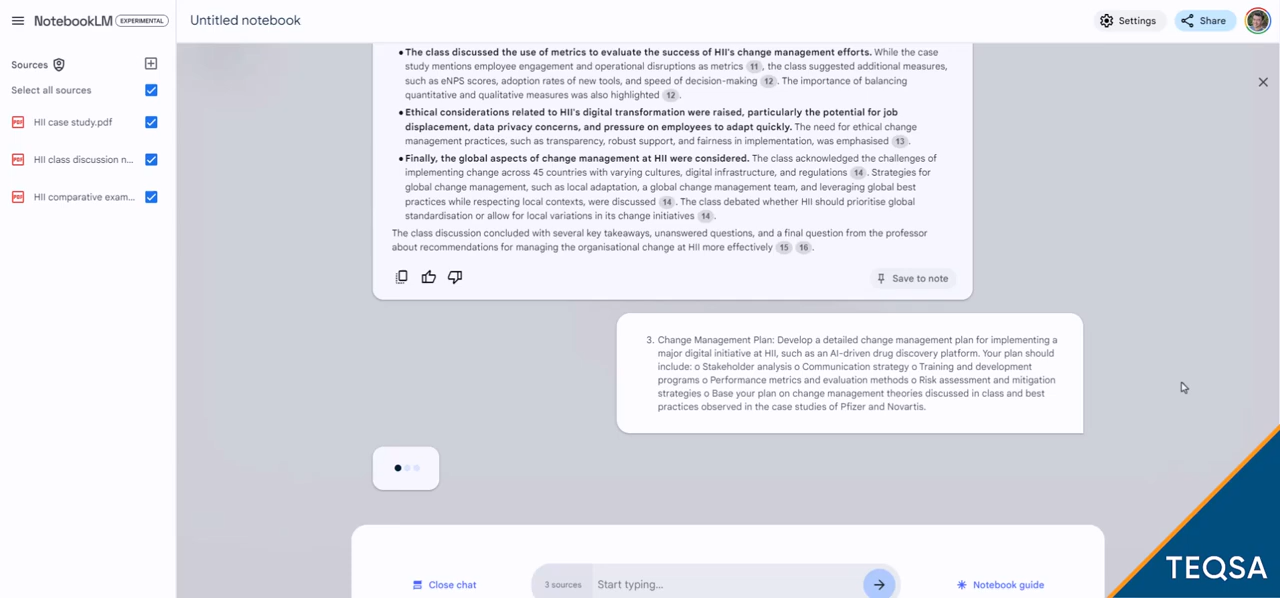 NotebookLM EXPERIMENTAL
Untitled notebook
Settings
Share
Sources
Select all sources
PDF HII case study.pdf
PDF HII class discussion n...
PDF HII comparative exam...
• The class discussed the use of metrics to evaluate the success of HII's change management efforts. While the case
study mentions employee engagement and operational disruptions as metrics 11 , the class suggested additional measures,
such as eNPS scores, adoption rates of new tools, and speed of decision-making 12 . The importance of balancing
quantitative and qualitative measures was also highlighted 12 .
• Ethical considerations related to HII's digital transformation were raised, particularly the potential for job
displacement, data privacy concerns, and pressure on employees to adapt quickly. The need for ethical change
management practices, such as transparency, robust support, and fairness in implementation, was emphasised 13 .
• Finally, the global aspects of change management at HII were considered. The class acknowledged the challenges of
implementing change across 45 countries with varying cultures, digital infrastructure, and regulations 14 . Strategies for
global change management, such as local adaptation, a global change management team, and leveraging global best
practices while respecting local contexts, were discussed 14 . The class debated whether HII should prioritise global
standardisation or allow for local variations in its change initiatives 14 .
The class discussion concluded with several key takeaways, unanswered questions, and a final question from the professor
about recommendations for managing the organisational change at HII more effectively 15 16 .
Save to note
3. Change Management Plan: Develop a detailed change management plan for implementing a
major digital initiative at HII, such as an AI-driven drug discovery platform. Your plan should
include: o Stakeholder analysis o Communication strategy o Training and development
programs o Performance metrics and evaluation methods o Risk assessment and mitigation
strategies o Base your plan on change management theories discussed in class and best
practices observed in the case studies of Pfizer and Novartis.
Close chat
3 sources
Start typing...
Notebook guide
TEQSA